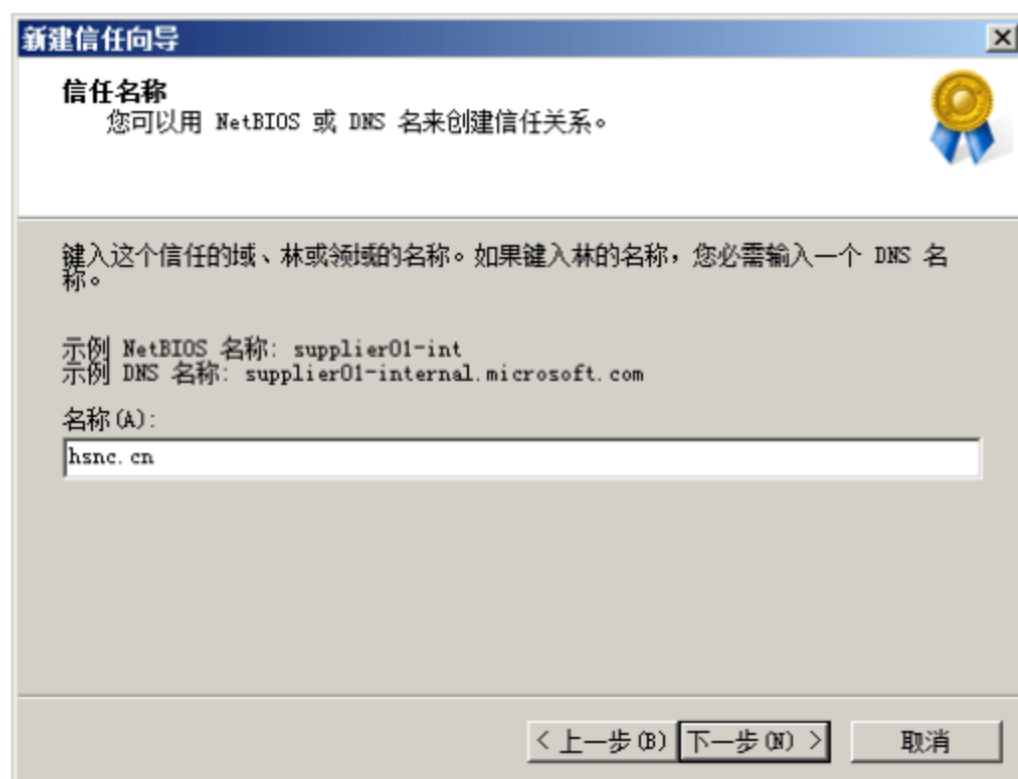 新建信任向导
信任名称
您可以用 NetBIOS 或 DNS 名来创建信任关系。
键入这个信任的域、林或领域的名称。如果键入林的名称，您必需输入一个 DNS 名
称。
示例 NetBIOS 名称: supplier01-int
示例 DNS 名称: supplier01-internal.microsoft.com
名称(A):
hsnc.cn
< 上一步(B) 下一步(N) > 取消